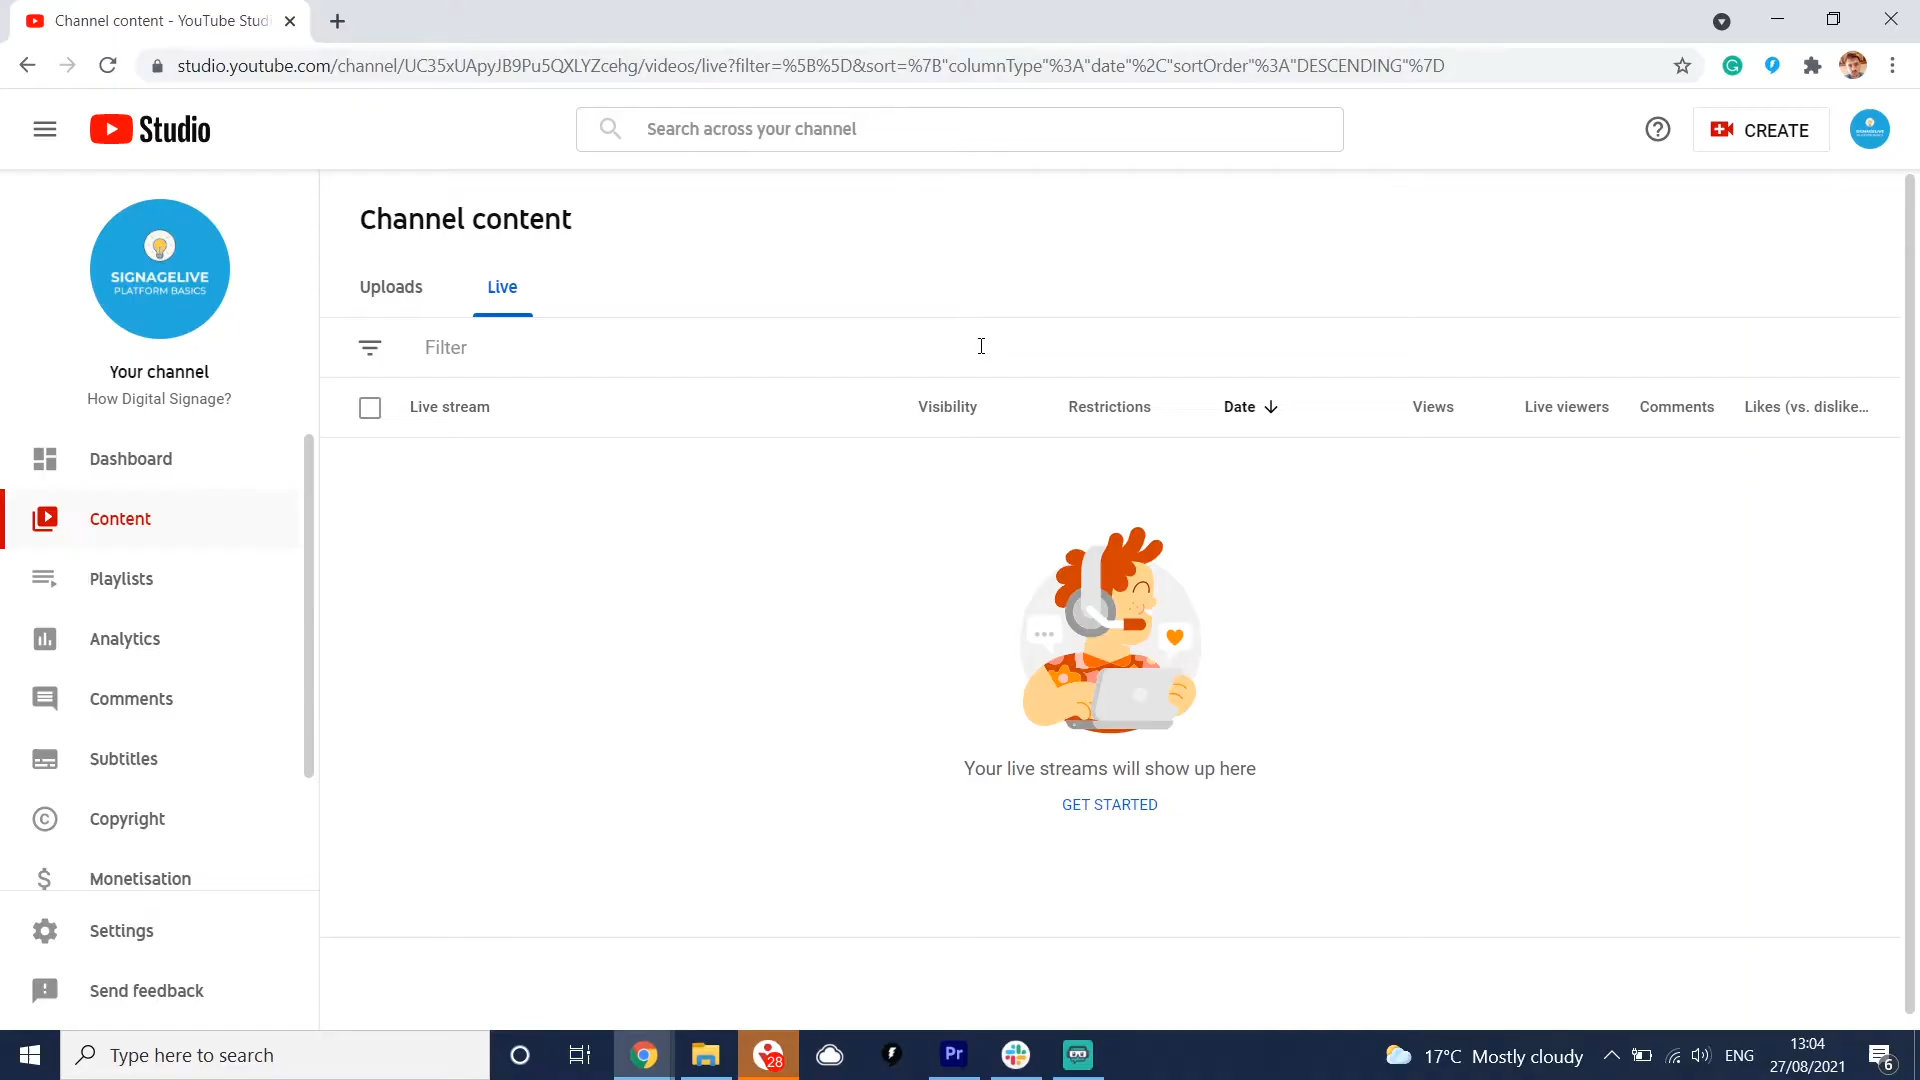 Channel content - YouTube Stud
studio.youtube.com/channel/UC35xUApyJB9Pu5QXLYZcehg/videos/live?filter=%5B%5D&sort=%7B"columnType"%3A"date"%2C"sortOrder"%3A"DESCENDING"%7D
Studio
Search across your channel
CREATE
SIGNAGELIVE
PLATFORM BASICS
Your channel
How Digital Signage?
Dashboard
Content
Playlists
Analytics
Comments
Subtitles
Copyright
Monetisation
Settings
Send feedback
Channel content
Uploads Live
Filter
Live stream Visibility Restrictions Date Views Live viewers Comments Likes (vs. dislike...
Your live streams will show up here
GET STARTED
Type here to search
28
Pr
17°C Mostly cloudy
ENG
13:04
27/08/2021
6